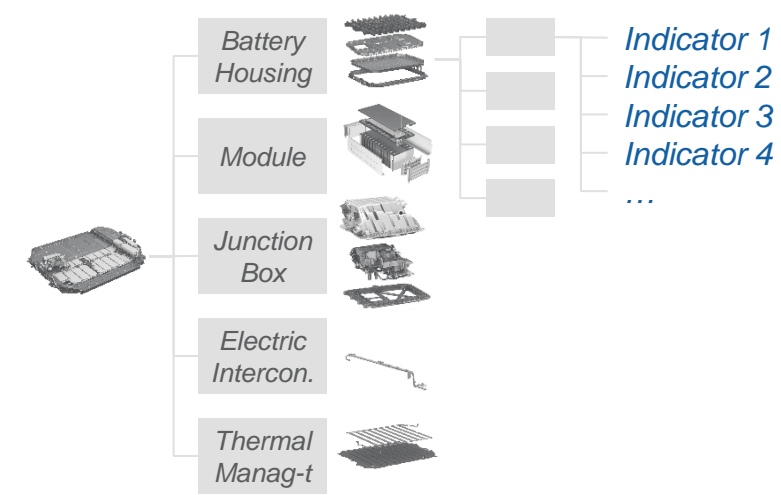 Battery
Housing
Module
Junction
Box
Electric
Intercon.
Thermal
Manag-t
Indicator 1
Indicator 2
Indicator 3
Indicator 4
…